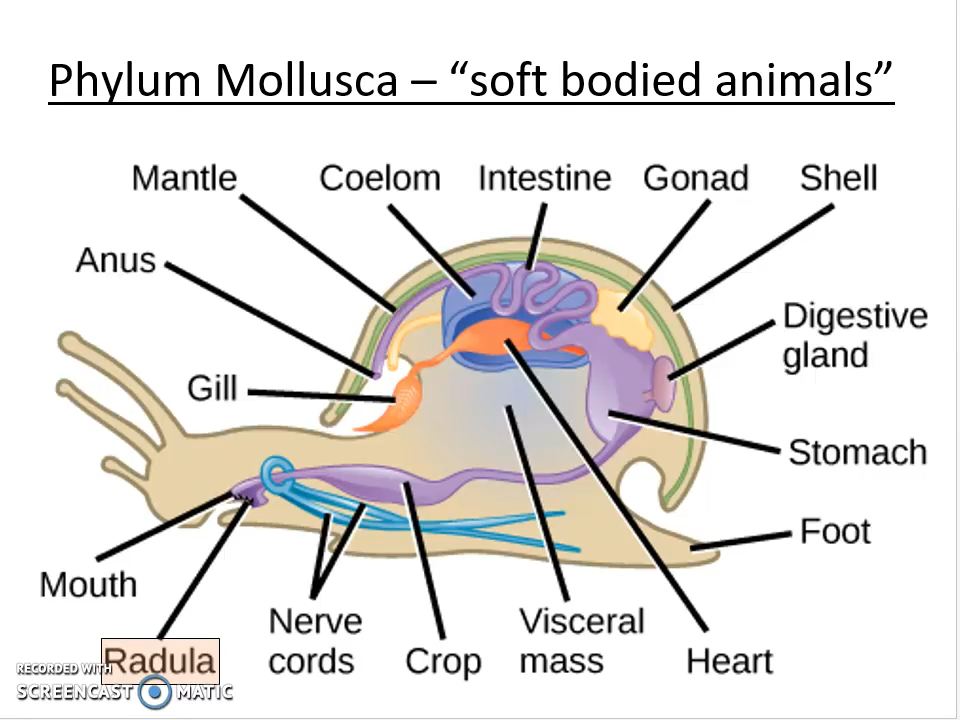 Phylum Mollusca – “soft bodied animals”
Mantle
Coelom
Intestine
Gonad
Shell
Anus
Digestive
gland
Gill
Stomach
Foot
Mouth
Nerve
cords
Visceral
mass
Radula
Crop
Heart
RECORDED WITH
SCREENCAST MATIC